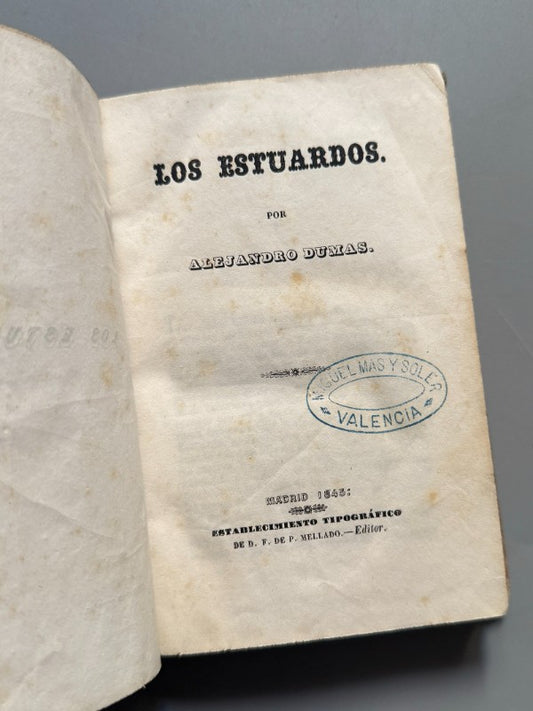 LOS ESTUARDOS.
POR
ALEJANDRO DUMAS.
MIGUEL MAS Y SOLER
VALENCIA
MADRID 1845:
ESTABLECIMIENTO TIPOGRÁFICO
DE D. F. DE P. MELLADO.—Editor.